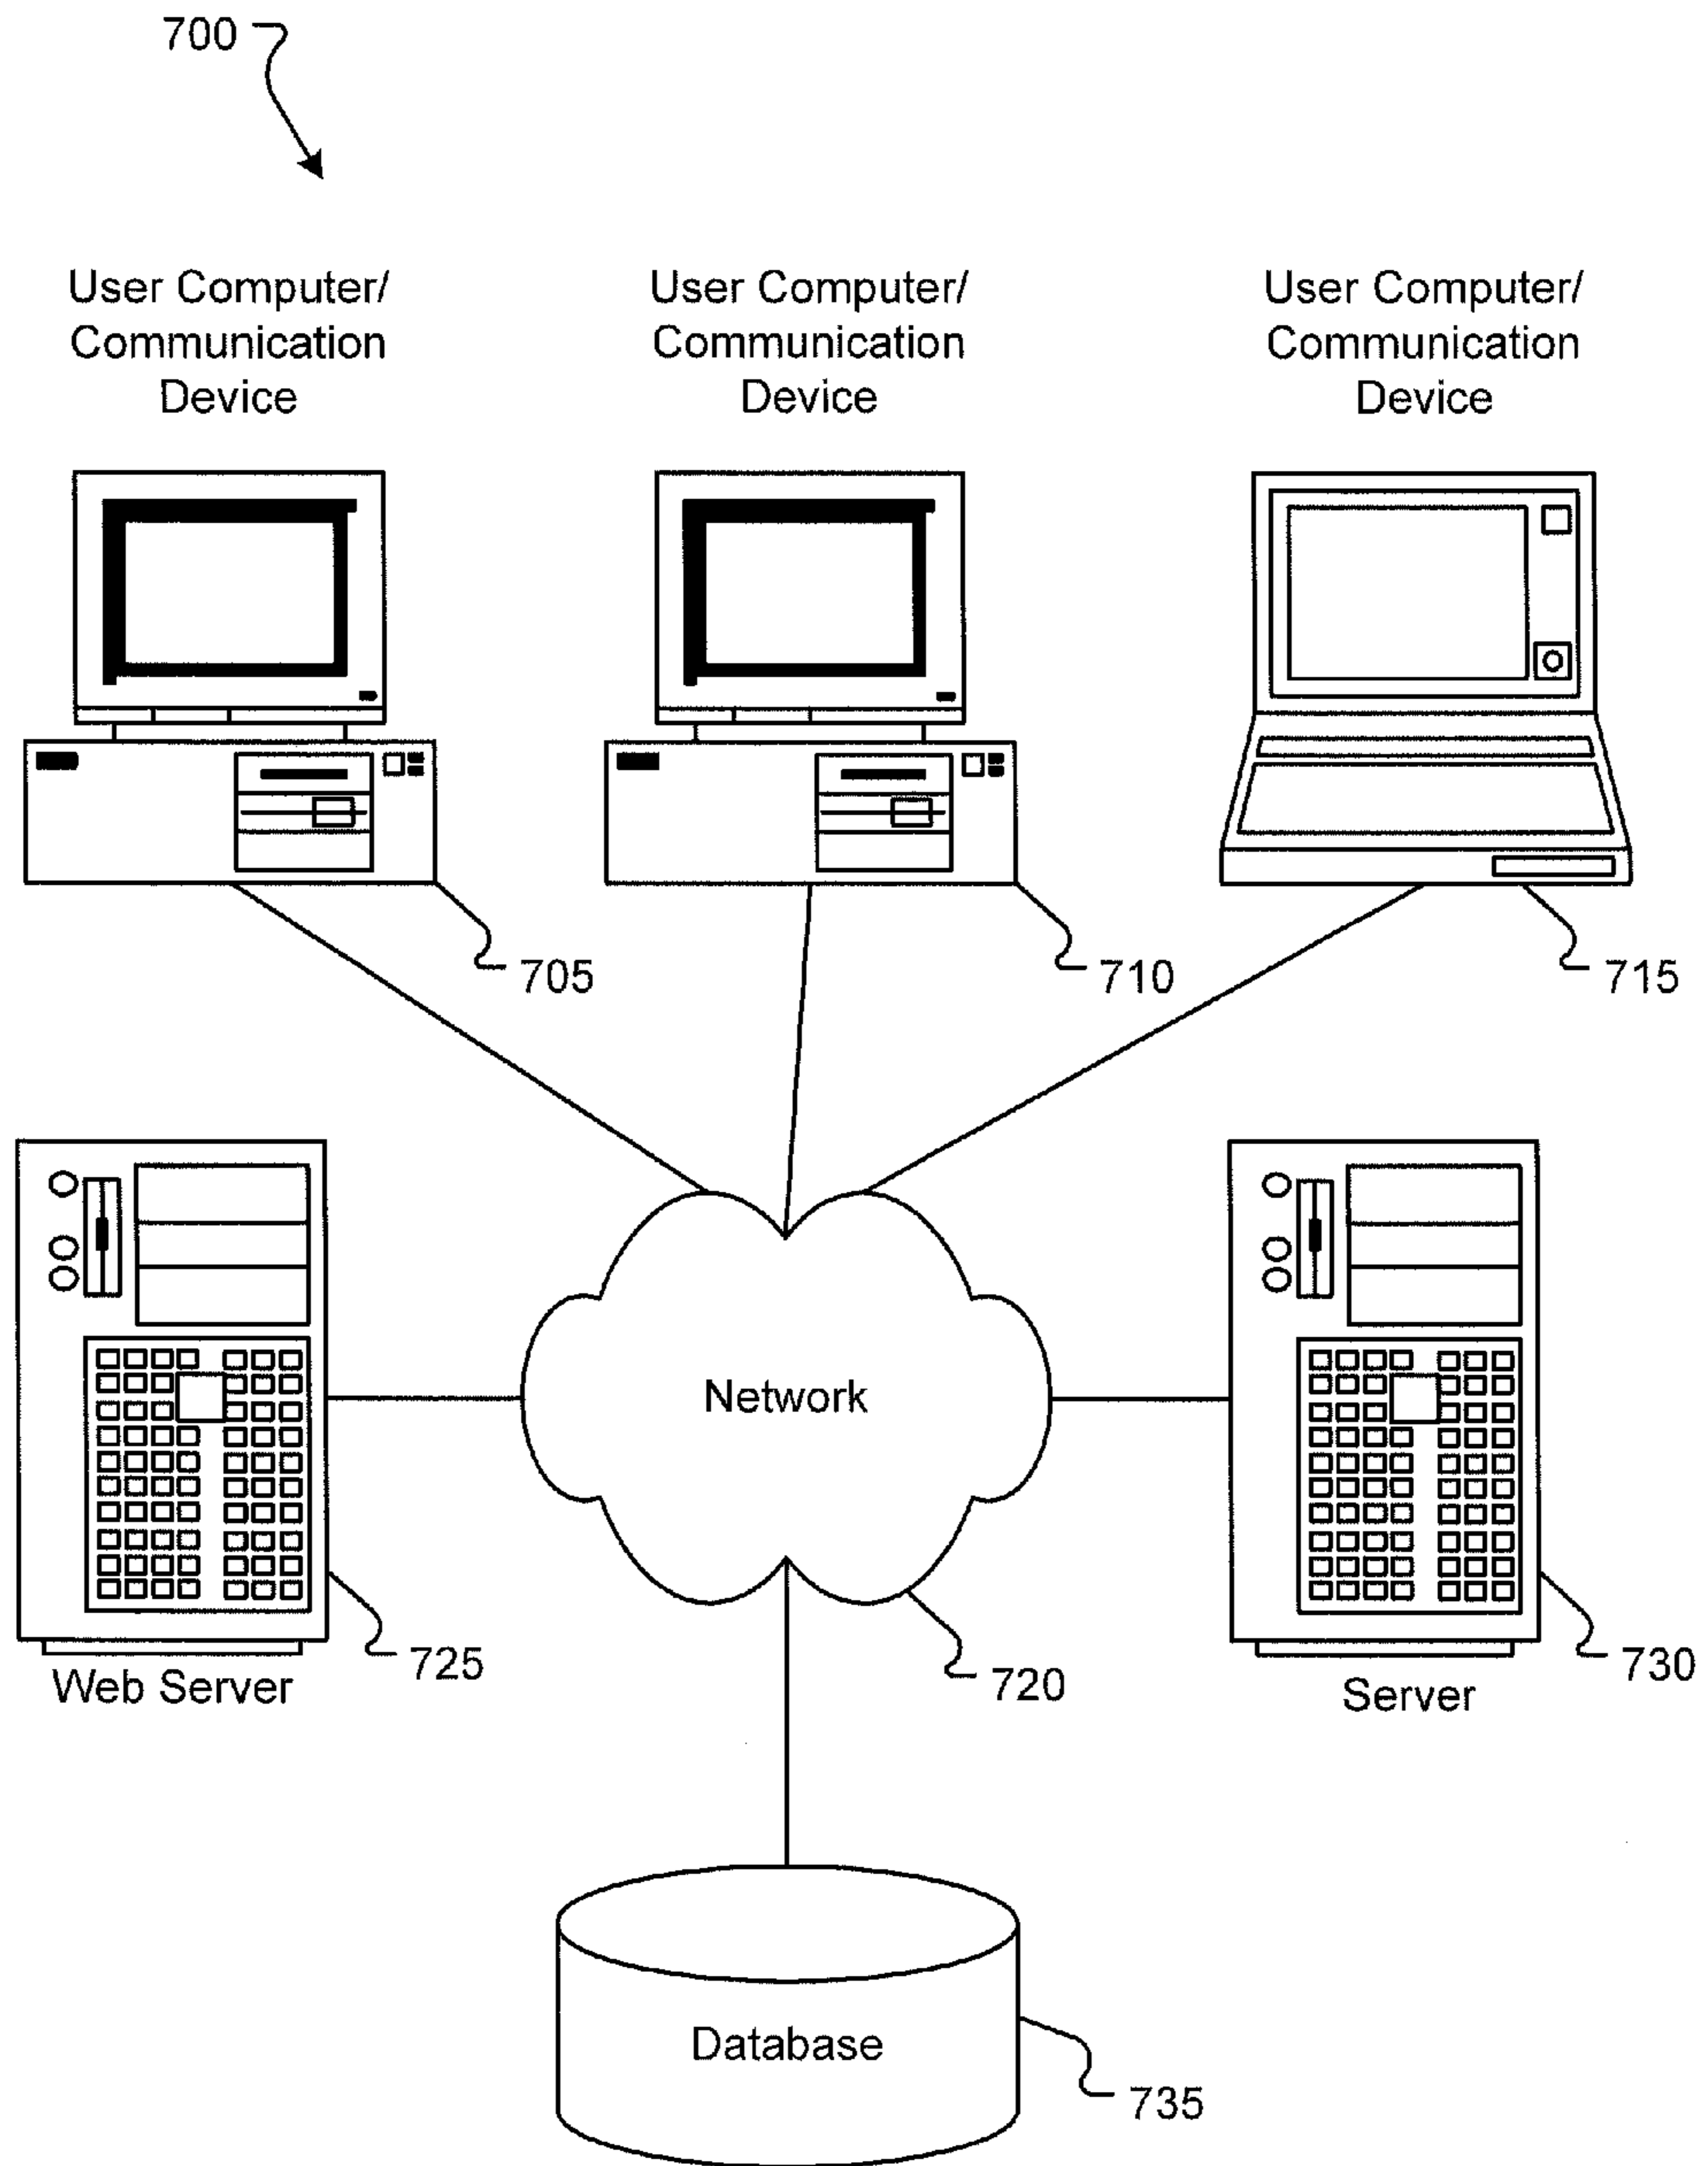 700
User Computer/
Communication
Device
User Computer/
Communication
Device
User Computer/
Communication
Device
705
710
715
Network
725
720
730
Web Server
Server
Database
735